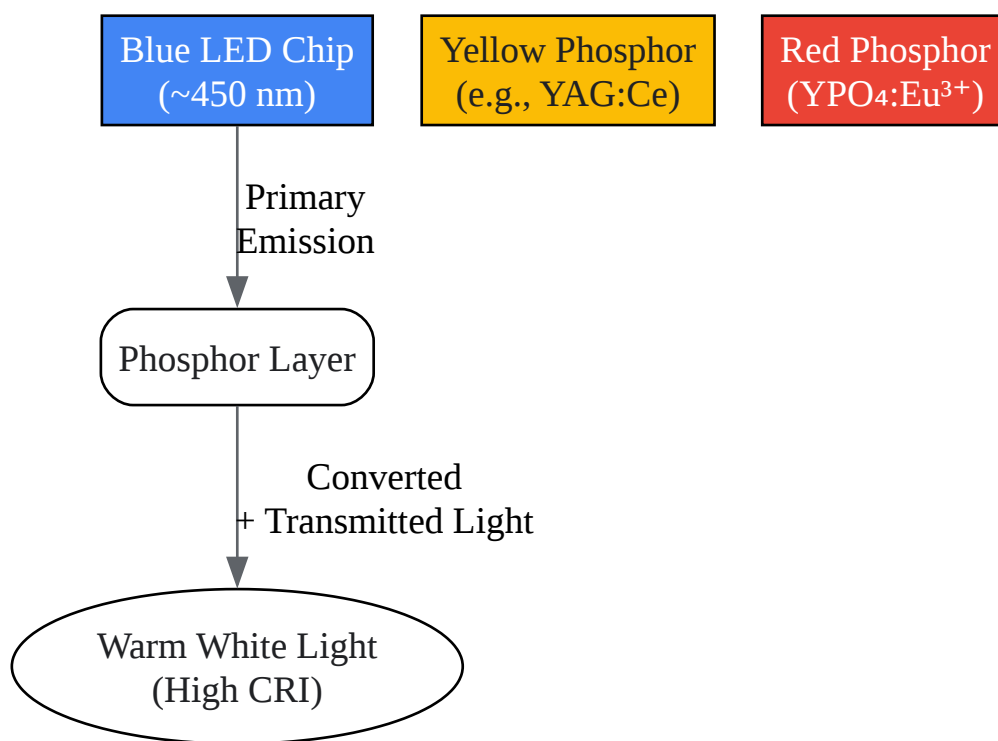 Blue LED Chip
(~450 nm)
Yellow Phosphor
(e.g., YAG:Ce)
Red Phosphor
(YPO₄:Eu³⁺)
Primary
Emission
Phosphor Layer
Converted
+ Transmitted Light
Warm White Light
(High CRI)